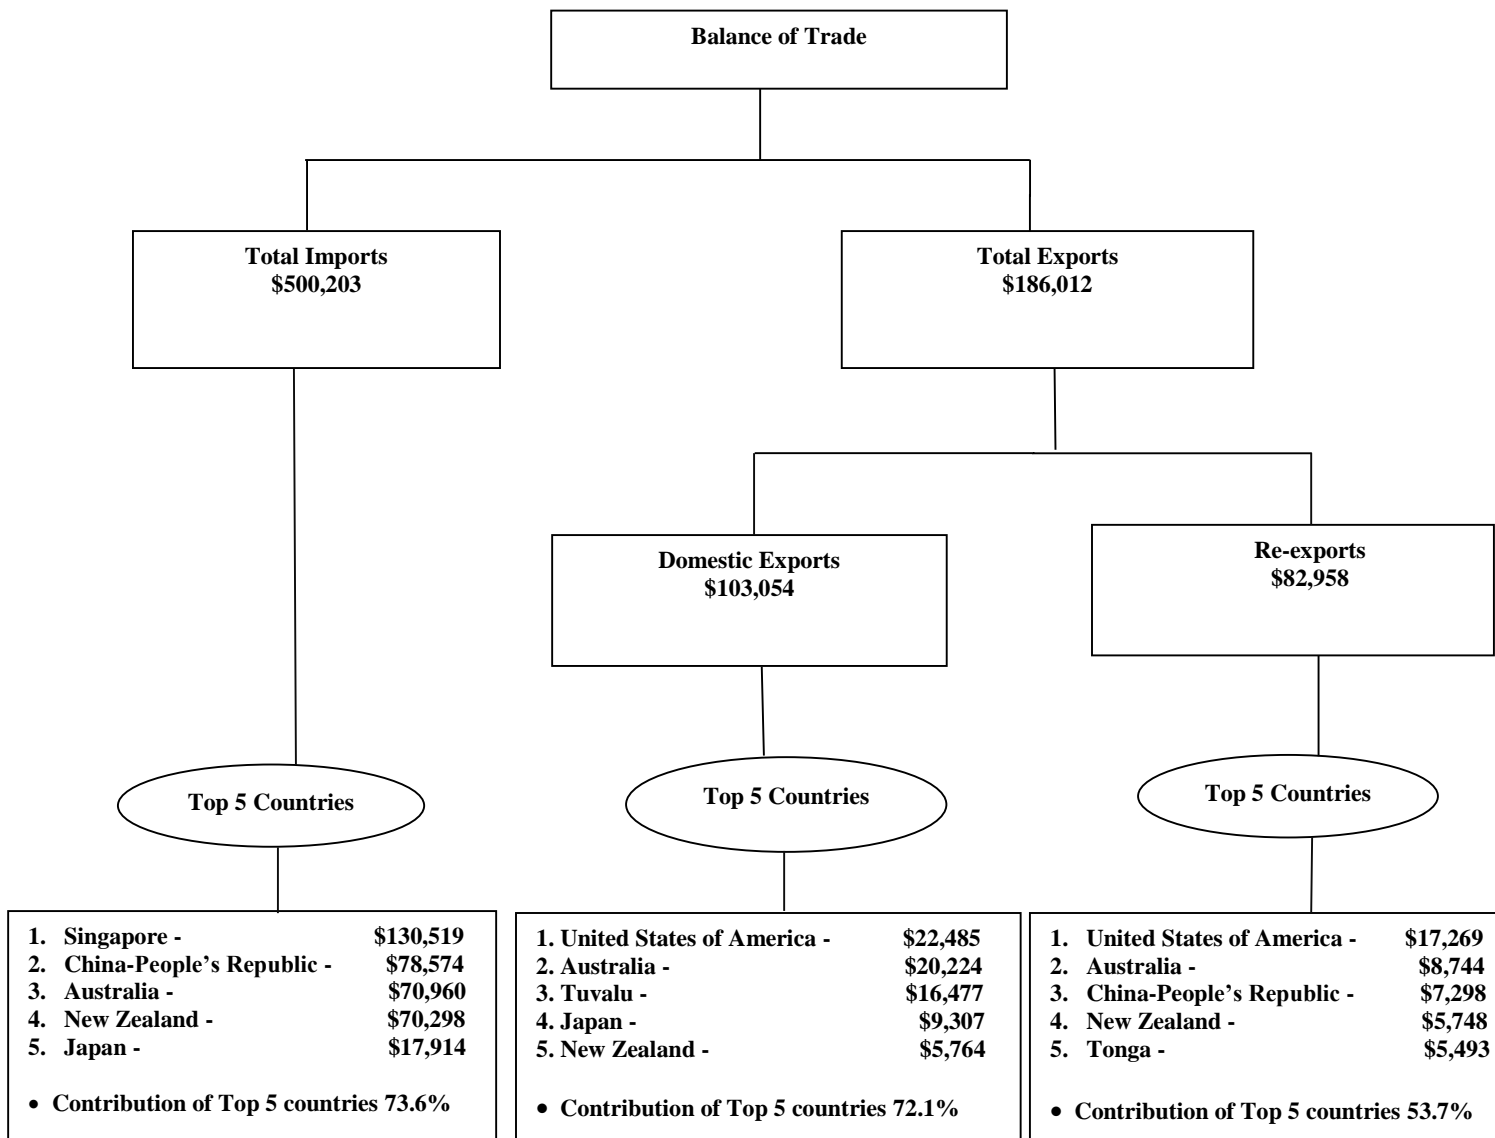 Balance of Trade
Total Imports
$500,203
Total Exports
$186,012
Domestic Exports
$103,054
Re-exports
$82,958
Top 5 Countries
Top 5 Countries
Top 5 Countries
1. Singapore - $130,519
2. China-People’s Republic - $78,574
3. Australia - $70,960
4. New Zealand - $70,298
5. Japan - $17,914
• Contribution of Top 5 countries 73.6%
1. United States of America - $22,485
2. Australia - $20,224
3. Tuvalu - $16,477
4. Japan - $9,307
5. New Zealand - $5,764
• Contribution of Top 5 countries 72.1%
1. United States of America - $17,269
2. Australia - $8,744
3. China-People’s Republic - $7,298
4. New Zealand - $5,748
5. Tonga - $5,493
• Contribution of Top 5 countries 53.7%